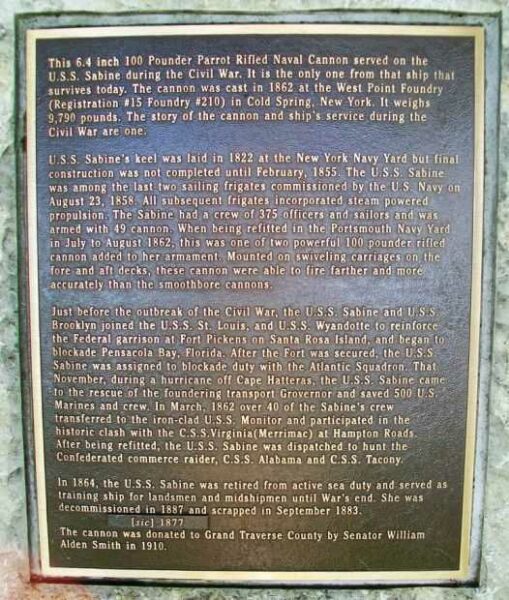 This 6.4 inch 100 Pounder Parrot Rifled Naval Cannon served on the
U.S.S. Sabine during the Civil War. It is the only one from that ship that
survives today. The cannon was cast in 1862 at the West Point Foundry
(Registration #15 Foundry #210) in Cold Spring, New York. It weighs
9,790 pounds. The story of the cannon and ship's service during the
Civil War are one.
U.S.S. Sabine's keel was laid in 1822 at the New York Navy Yard but final
construction was not completed until February, 1855. The U.S.S. Sabine
was among the last two sailing frigates commissioned by the U.S. Navy on
August 23, 1858. All subsequent frigates incorporated steam powered
propulsion. The Sabine had a crew of 375 officers and sailors and was
armed with 49 cannon. When being refitted in the Portsmouth Navy Yard
in July to August 1862, this was one of two powerful 100 pounder rifled
cannon added to her armament. Mounted on swiveling carriages on the
fore and aft decks, these cannon were able to fire farther and more
accurately than the smoothbore cannons.
Just before the outbreak of the Civil War, the U.S.S. Sabine and U.S.S.
Brooklyn joined the U.S.S. St. Louis, and U.S.S. Wyandotte to reinforce
the Federal garrison at Fort Pickens on Santa Rosa Island, and began to
blockade Pensacola Bay, Florida. After the Fort was secured, the U.S.S.
Sabine was assigned to blockade duty with the Atlantic Squadron. That
November, during a hurricane off Cape Hatteras, the U.S.S. Sabine came
to the rescue of the foundering transport Grovernor and saved 500 U.S.
Marines and crew. In March, 1862 over 40 of the Sabine's crew
transferred to the iron-clad U.S.S. Monitor and participated in the
historic clash with the C.S.S.Virginia(Merrimac) at Hampton Roads.
After being refitted, the U.S.S. Sabine was dispatched to hunt the
Confederated commerce raider, C.S.S. Alabama and C.S.S. Tacony.
In 1864, the U.S.S. Sabine was retired from active sea duty and served as
training ship for landsmen and midshipmen until War's end. She was
decommissioned in 1887 and scrapped in September 1883.
[sic] 1877
The cannon was donated to Grand Traverse County by Senator William
Alden Smith in 1910.